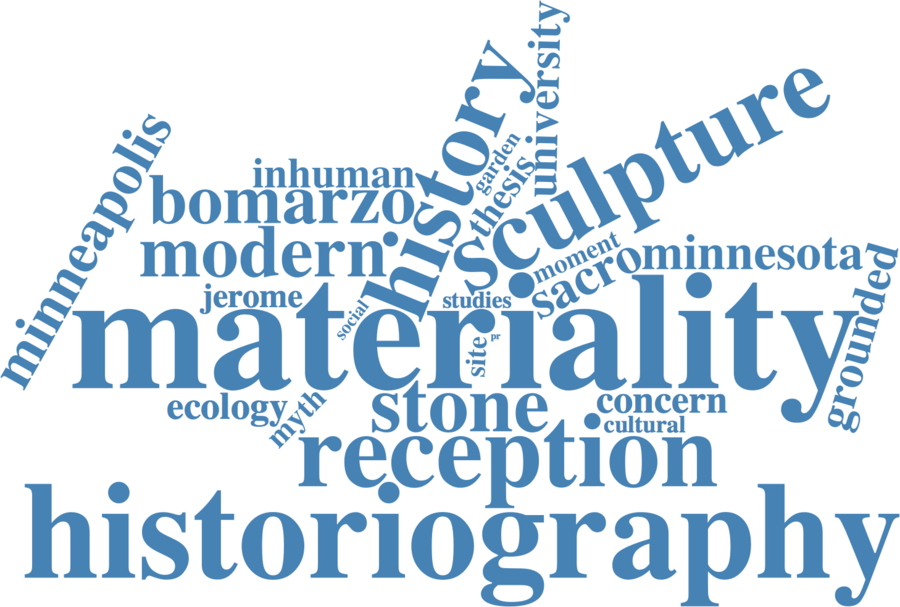 university
history
sculpture
garden
thesis
minneapolis
inhuman
bomarzo
modern
moment
sacro
minnesota
jerome
studies
social
materiality
grounded
site
pr
ecology
myth
stone
concern
cultural
reception
historiography